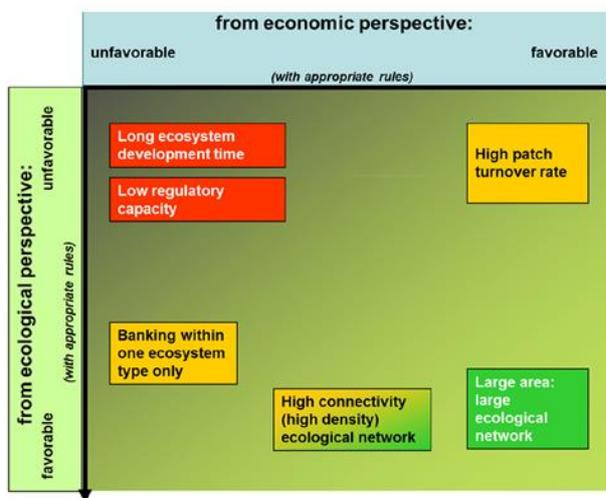 from economic perspective:
unfavorable
favorable
(with appropriate rules)
from ecological perspective:
(with appropriate rules)
unfavorable
favorable
Long ecosystem
development time
Low regulatory
capacity
High patch
turnover rate
Banking within
one ecosystem
type only
High connectivity
(high density)
ecological network
Large area:
large
ecological
network